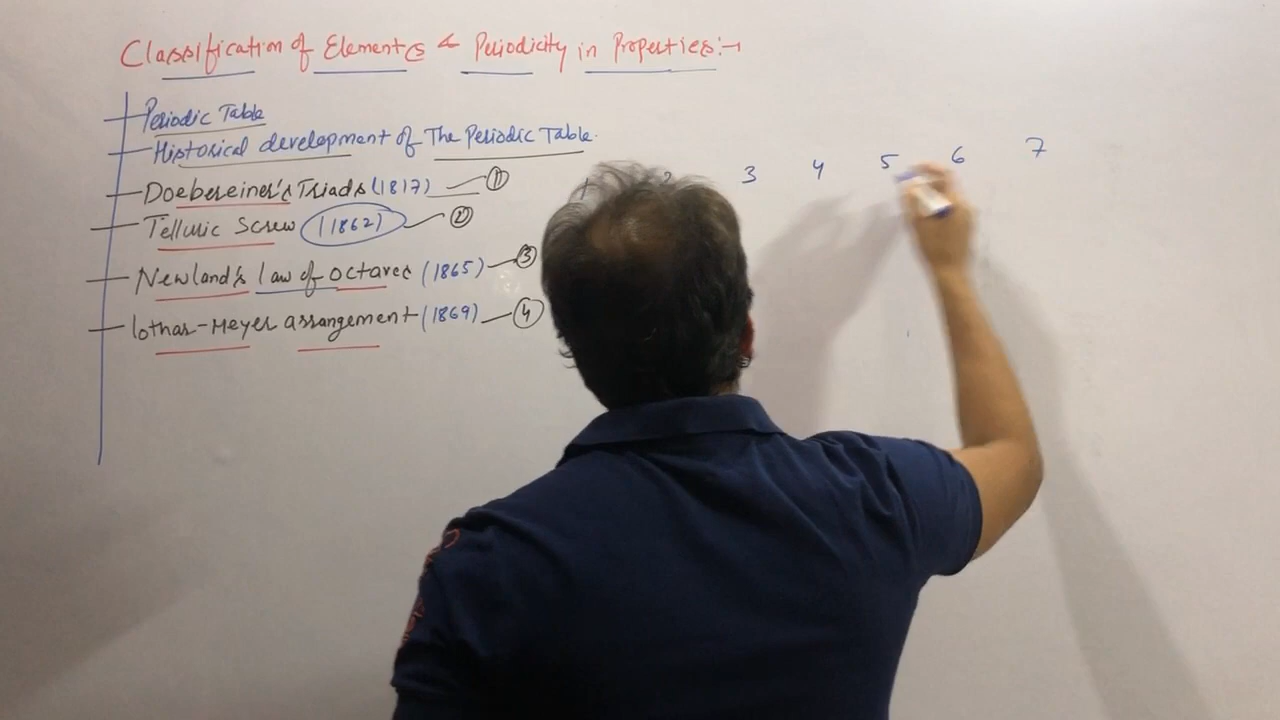 Classification of Elements & Periodicity in Properties:-
Periodic Table
Historical development of The Periodic Table.
Doebereiner's Triads (1817) — 1
Telluric Screw (1862) — 2
Newland's law of octaves (1865) — 3
lothar-Meyer arrangement (1869) — 4
2 3 4 5 6 7